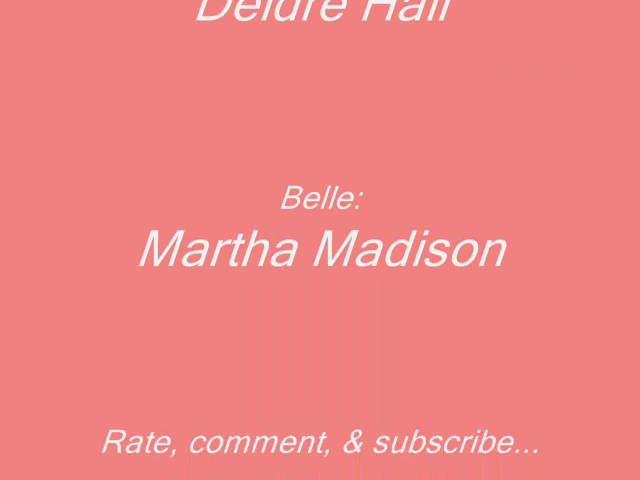 Deidre Hall
Belle:
Martha Madison
Rate, comment, & subscribe...